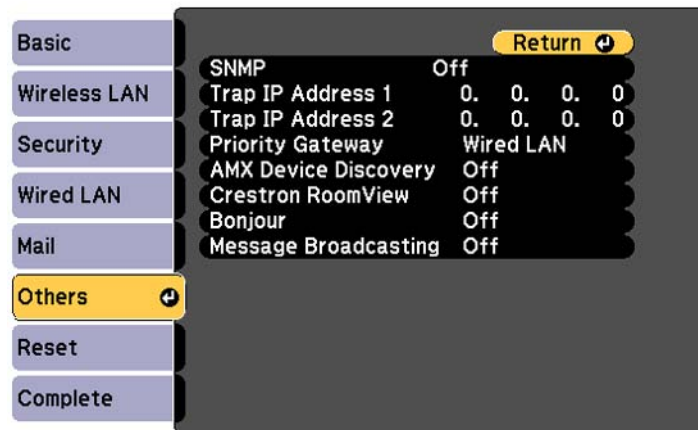 Basic
Wireless LAN
Security
Wired LAN
Mail
Others
Reset
Complete
Return
SNMP Off
Trap IP Address 1 0. 0. 0. 0
Trap IP Address 2 0. 0. 0. 0
Priority Gateway Wired LAN
AMX Device Discovery Off
Crestron RoomView Off
Bonjour Off
Message Broadcasting Off